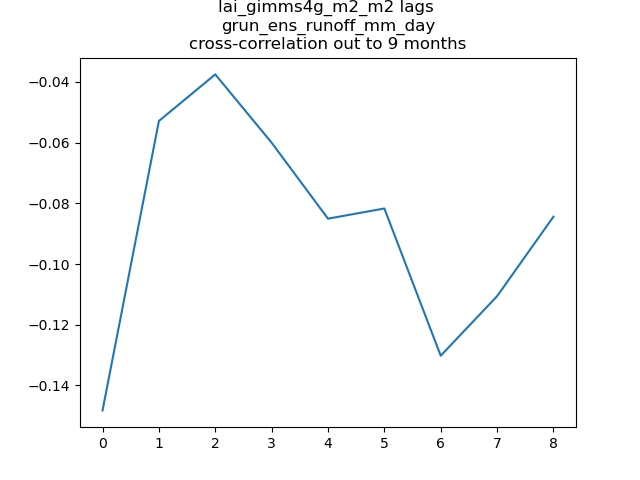 lai_gimms4g_m2_m2 lags
grun_ens_runoff_mm_day
cross-correlation out to 9 months
−0.04
−0.06
−0.08
−0.10
−0.12
−0.14
0 1 2 3 4 5 6 7 8